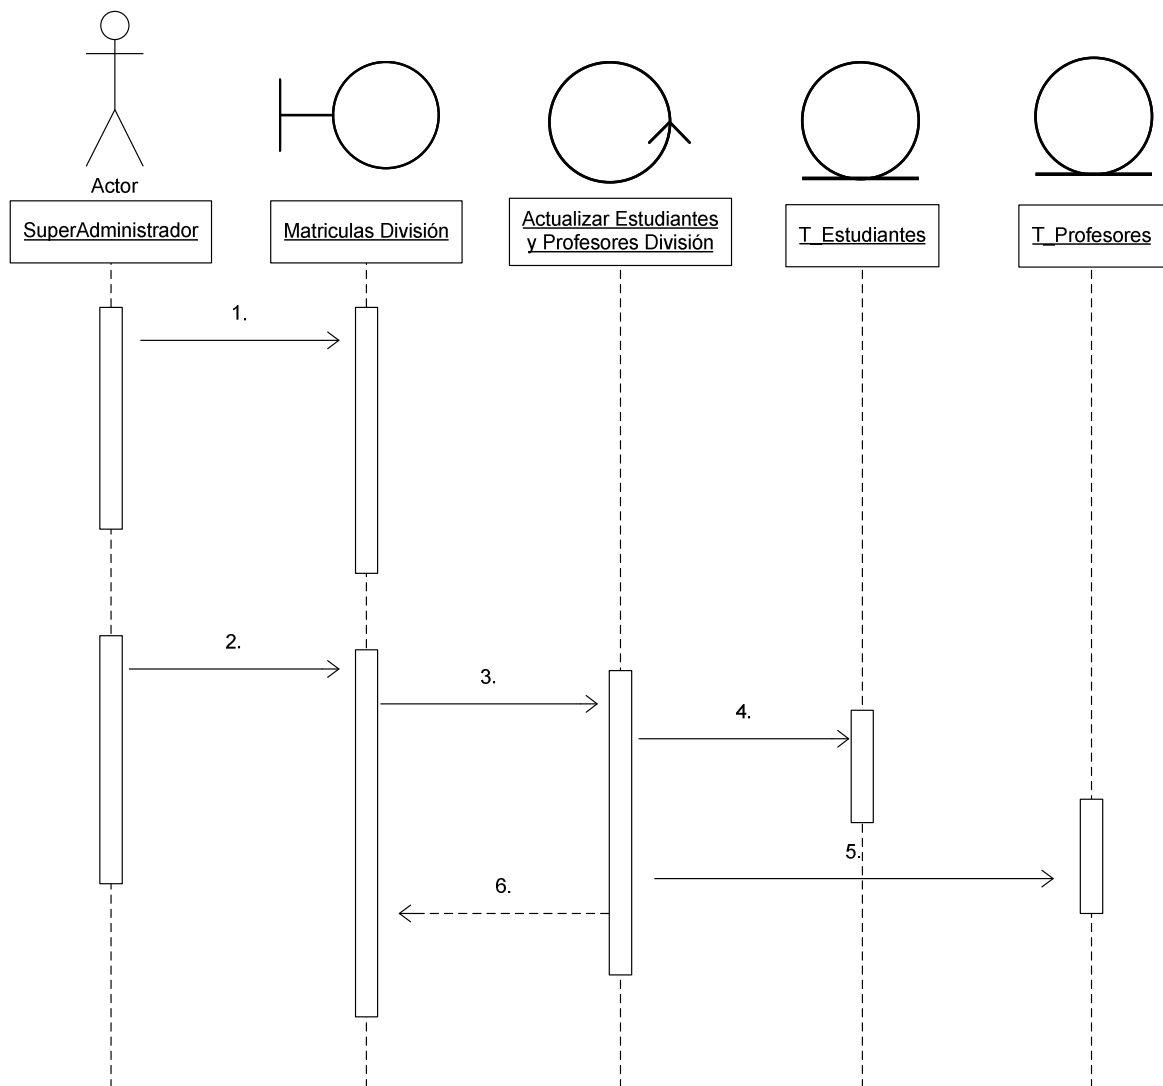 Actor
SuperAdministrador
Matriculas División
Actualizar Estudiantes
y Profesores División
T_Estudiantes
T_Profesores
1.
2.
3.
4.
5.
6.